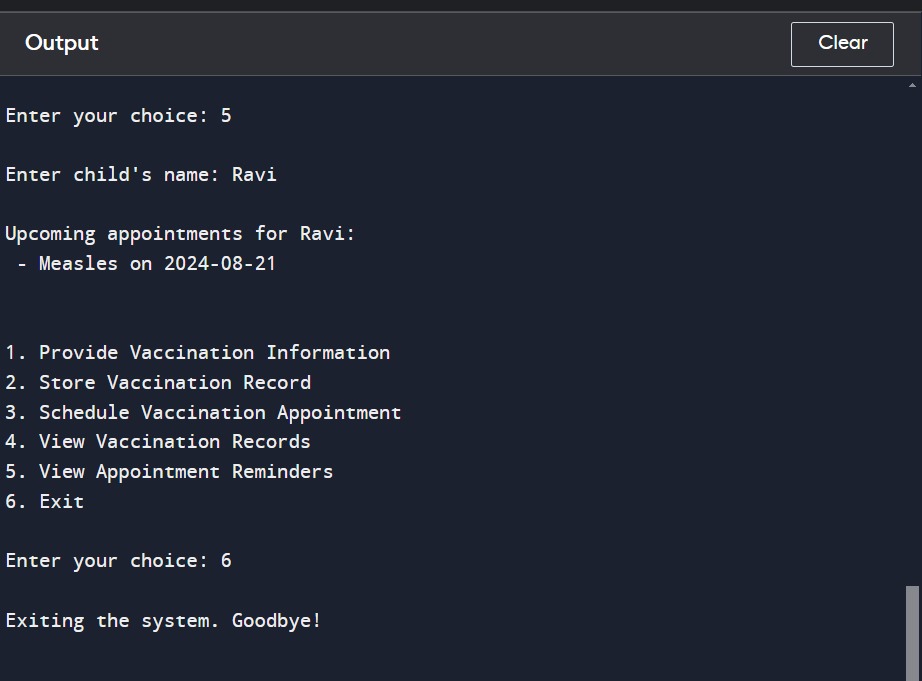 Output
Clear
Enter your choice: 5
Enter child's name: Ravi
Upcoming appointments for Ravi:
- Measles on 2024-08-21
1. Provide Vaccination Information
2. Store Vaccination Record
3. Schedule Vaccination Appointment
4. View Vaccination Records
5. View Appointment Reminders
6. Exit
Enter your choice: 6
Exiting the system. Goodbye!